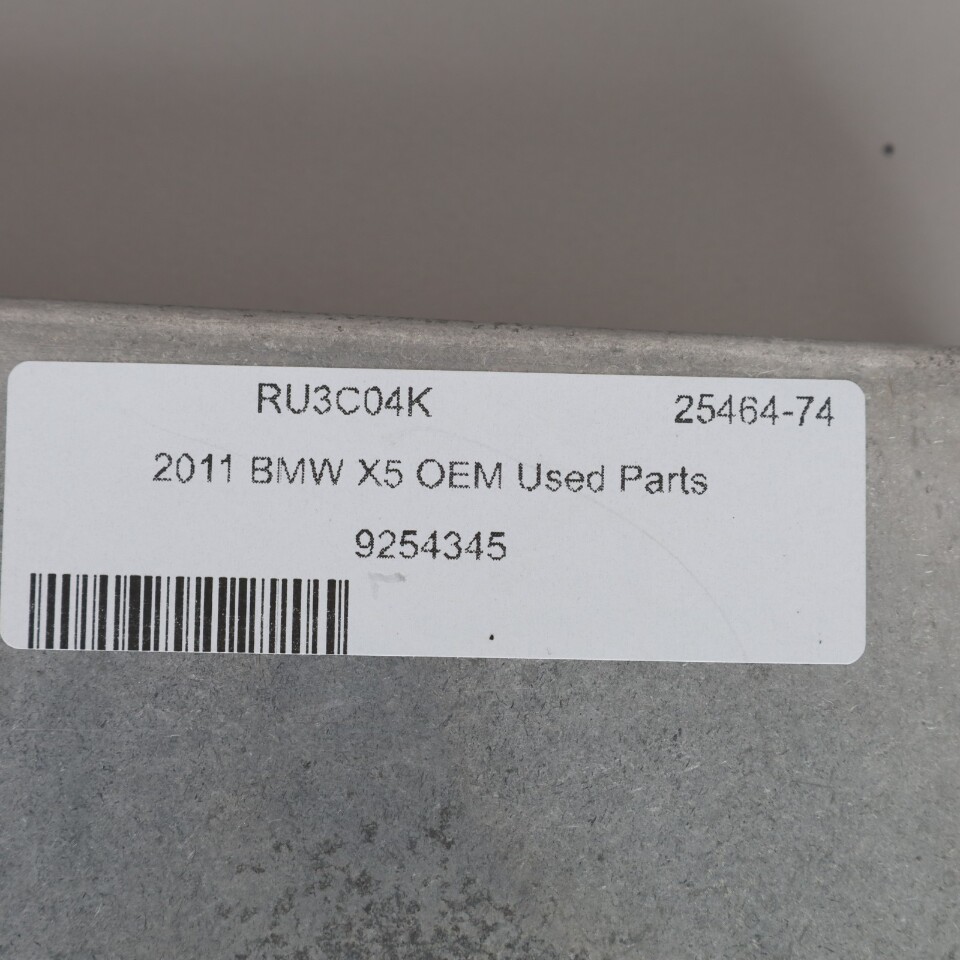 RU3C04K 25464-74
2011 BMW X5 OEM Used Parts
9254345